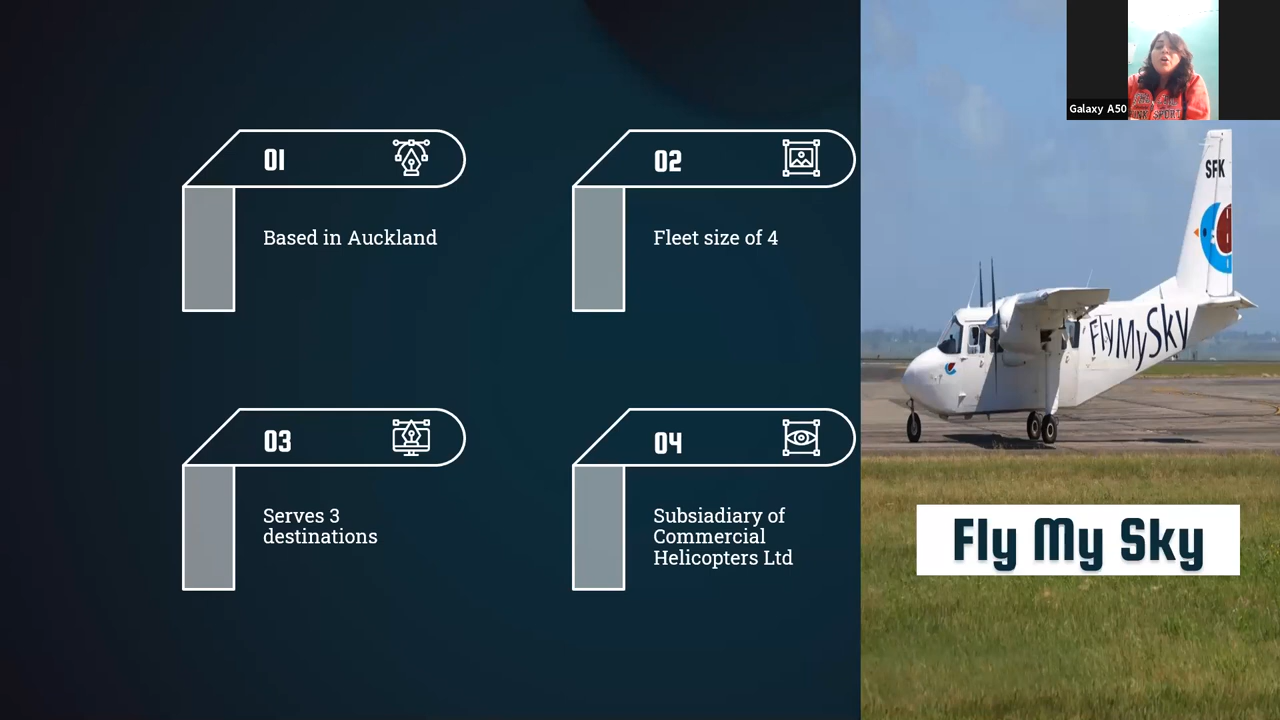 01
Based in Auckland
02
Fleet size of 4
03
Serves 3
destinations
04
Subsiadiary of
Commercial
Helicopters Ltd
Galaxy A50
SFK
FlyMySky
Fly My Sky